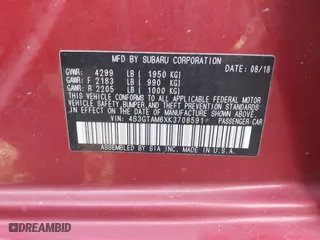 MFD BY SUBARU CORPORATION
GVWR: 4299 LB ( 1950 KG) DATE: 08/18
GAWR: F 2183 LB ( 990 KG)
GAWR: R 2205 LB ( 1000 KG)
THIS VEHICLE CONFORMS TO ALL APPLICABLE
FEDERAL MOTOR VEHICLE
SAFETY, BUMPER, AND THEFT PREVENTION STANDARDS
IN EFFECT ON THE DATE OF MANUFACTURE
SHOWN ABOVE.
VIN: 4S3GTAM6XK3708591 PASSENGER CAR
ASSEMBLED BY SIA INC. MADE IN U.S.A.